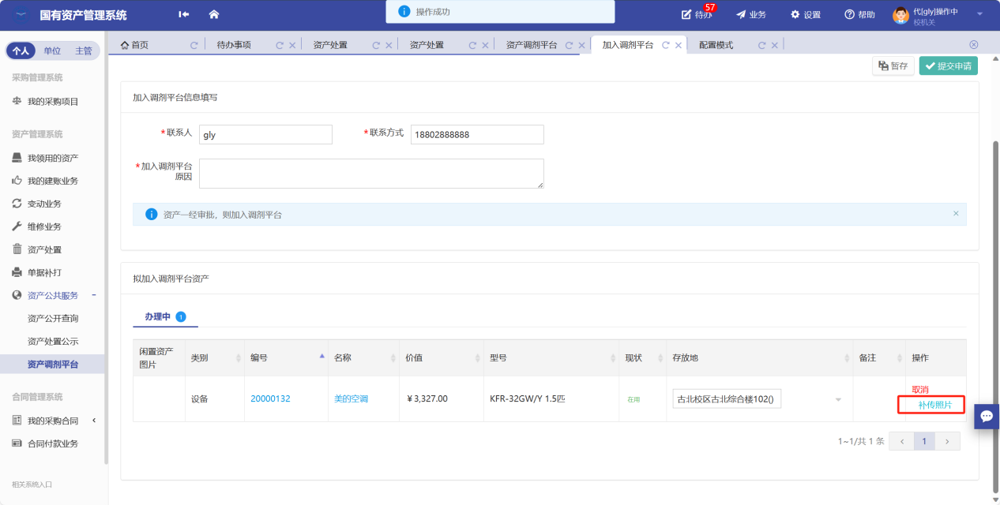 国有资产管理系统
操作成功
待办
57
业务
设置
帮助
代[gly]操作中
校机关
个人
单位
主管
首页
待办事项
资产处置
资产处置
资产调剂平台
加入调剂平台
配置模式
暂存
提交申请
采购管理系统
我的采购项目
资产管理系统
我领用的资产
我的建账业务
变动业务
维修业务
资产处置
单据补打
资产公共服务
资产公开查询
资产处置公示
资产调剂平台
合同管理系统
我的采购合同
合同付款业务
相关系统入口
加入调剂平台信息填写
*联系人
gly
*联系方式
18802888888
*加入调剂平台
原因
资产一经审批，则加入调剂平台
拟加入调剂平台资产
办理中 1
闲置资产
图片
类别
编号
名称
价值
型号
现状
存放地
备注
操作
设备
20000132
美的空调
￥3,327.00
KFR-32GW/Y 1.5匹
在用
古北校区古北综合楼102()
取消
补传照片
1~1/共 1 条
1